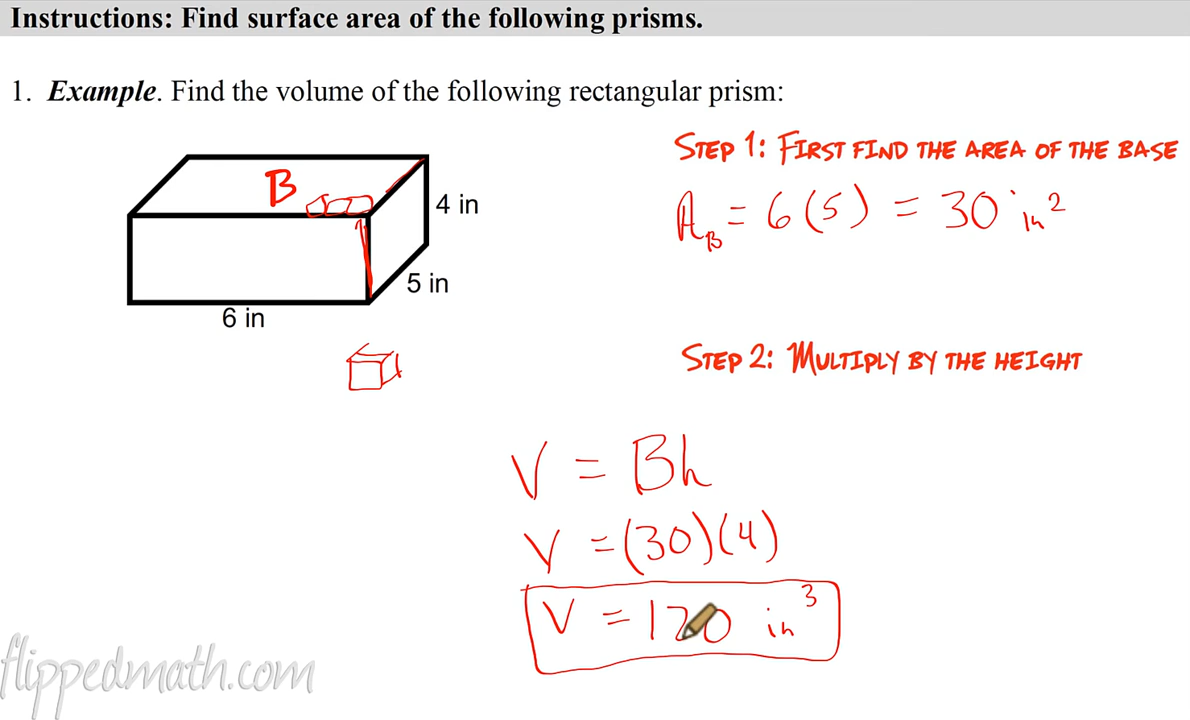 Instructions: Find surface area of the following prisms.
1. Example. Find the volume of the following rectangular prism:
STEP 1: FIRST FIND THE AREA OF THE BASE
B
4 in
A_B = 6(5) = 30 in²
5 in
6 in
STEP 2: MULTIPLY BY THE HEIGHT
V = Bh
V = (30)(4)
V = 120 in³
flippedmath.com